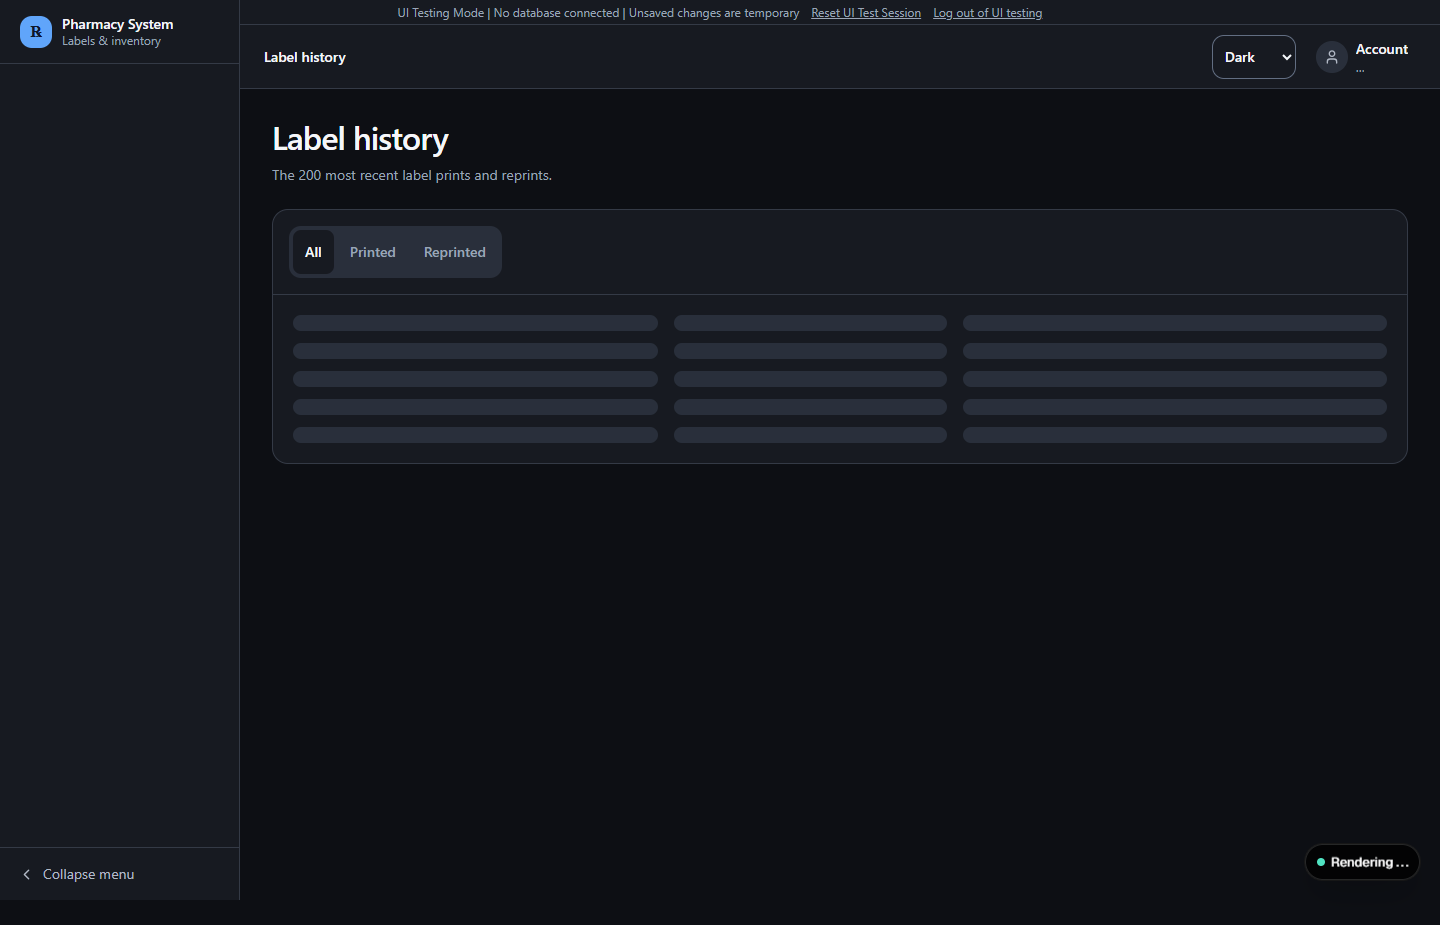 Rx
Pharmacy System
Labels & inventory
UI Testing Mode | No database connected | Unsaved changes are temporary Reset UI Test Session Log out of UI testing
Label history
Dark
Account
...
Label history
The 200 most recent label prints and reprints.
All Printed Reprinted
Collapse menu
Rendering ...